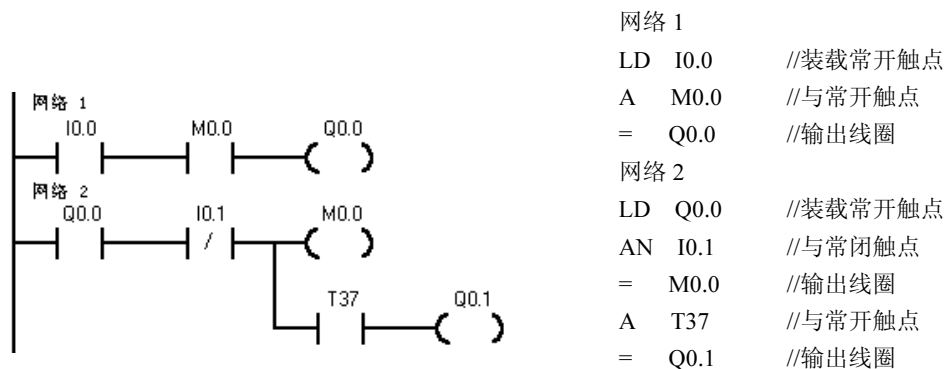 网络 1
I0.0 M0.0 Q0.0
网络 2
Q0.0 I0.1 M0.0
/
T37 Q0.1
网络 1
LD I0.0 //装载常开触点
A M0.0 //与常开触点
= Q0.0 //输出线圈
网络 2
LD Q0.0 //装载常开触点
AN I0.1 //与常闭触点
= M0.0 //输出线圈
A T37 //与常开触点
= Q0.1 //输出线圈